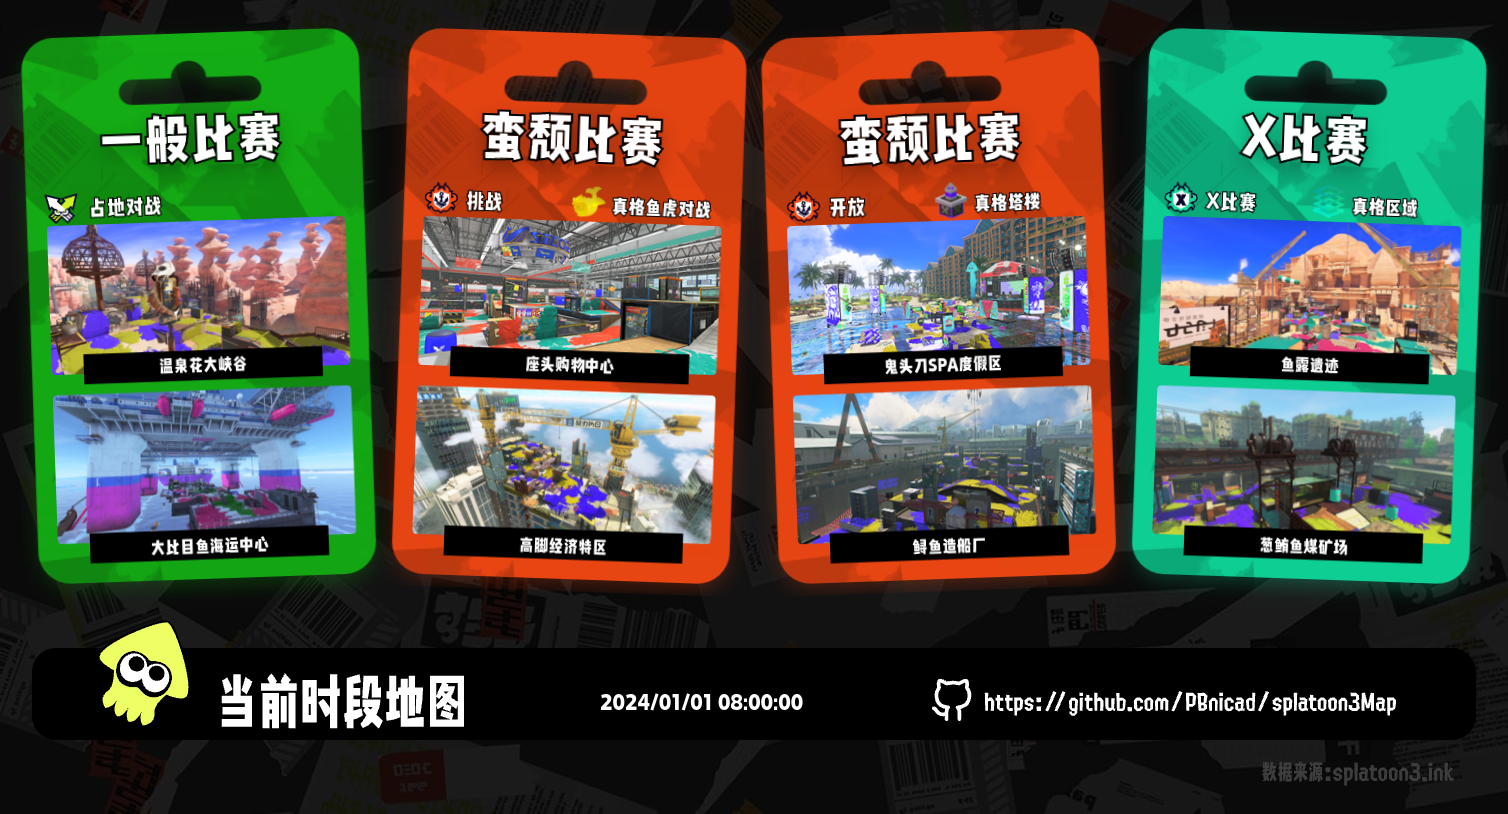 一般比赛
占地对战
温泉花大峡谷
大比目鱼海运中心
蛮颓比赛
挑战
真格鱼虎对战
座头购物中心
高脚经济特区
蛮颓比赛
开放
真格塔楼
鬼头刀SPA度假区
鲟鱼造船厂
X比赛
X比赛
真格区域
鱼露遗迹
葱鲔鱼煤矿场
当前时段地图
2024/01/01 08:00:00
https://github.com/PBnicad/splatoon3Map
数据来源:splatoon3.ink